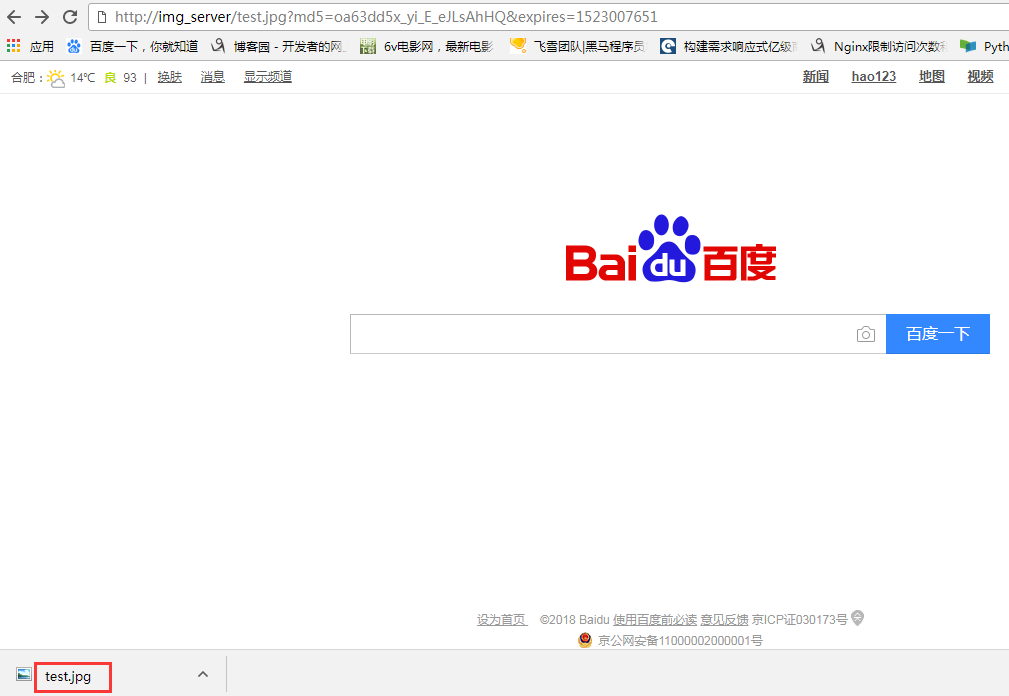 http://img_server/test.jpg?md5=oa63dd5x_yi_E_eJLsAhHQ&expires=1523007651
应用 百度一下，你就知道 博客园 - 开发者的网 6v电影网，最新电影 飞雪团队|黑马程序员 构建需求响应式亿级 Nginx限制访问次数 Pyth
合肥： 14℃ 良 93 | 换肤 消息 显示频道 新闻 hao123 地图 视频
Baidu百度
百度一下
设为首页 ©2018 Baidu 使用百度前必读 意见反馈 京ICP证030173号
京公网安备11000002000001号
test.jpg